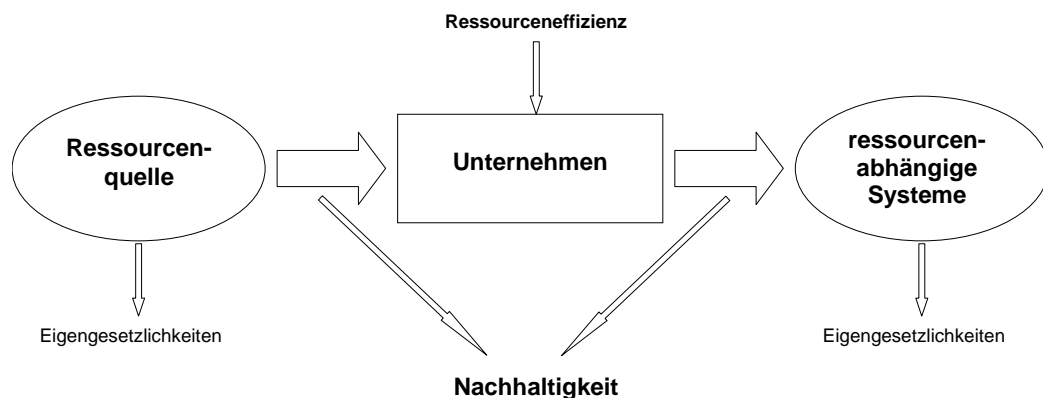 Ressourceneffizienz
Ressourcen-
quelle
Unternehmen
ressourcen-
abhängige
Systeme
Eigengesetzlichkeiten
Eigengesetzlichkeiten
Nachhaltigkeit